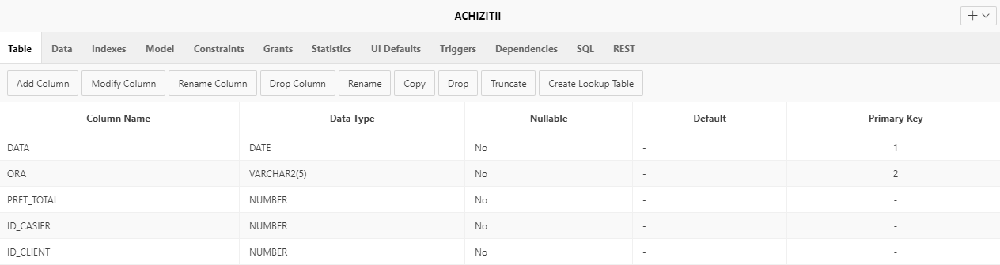 ACHIZITII
Table Data Indexes Model Constraints Grants Statistics UI Defaults Triggers Dependencies SQL REST
Add Column Modify Column Rename Column Drop Column Rename Copy Drop Truncate Create Lookup Table
Column Name Data Type Nullable Default Primary Key
DATA DATE No - 1
ORA VARCHAR2(5) No - 2
PRET_TOTAL NUMBER No - -
ID_CASIER NUMBER No - -
ID_CLIENT NUMBER No - -